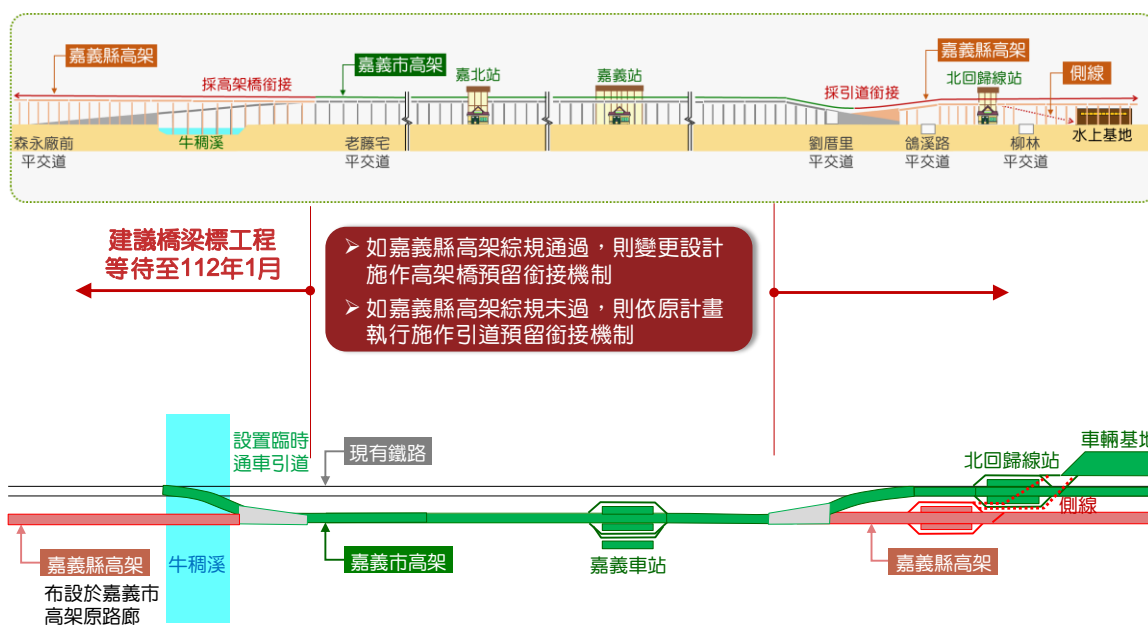 嘉義縣高架
採高架橋銜接
嘉義市高架
嘉北站
嘉義站
採引道銜接
嘉義縣高架
北回歸線站
側線
森永廠前
平交道
牛稠溪
老藤宅
平交道
劉厝里
平交道
鴿溪路
平交道
柳林
平交道
水上基地
建議橋梁標工程
等待至112年1月
➢ 如嘉義縣高架綜規通過，則變更設計
施作高架橋預留銜接機制
➢ 如嘉義縣高架綜規未過，則依原計畫
執行施作引道預留銜接機制
設置臨時
通車引道
現有鐵路
北回歸線站
車輛基地
側線
嘉義縣高架
布設於嘉義市
高架原路廊
牛稠溪
嘉義市高架
嘉義車站
嘉義縣高架